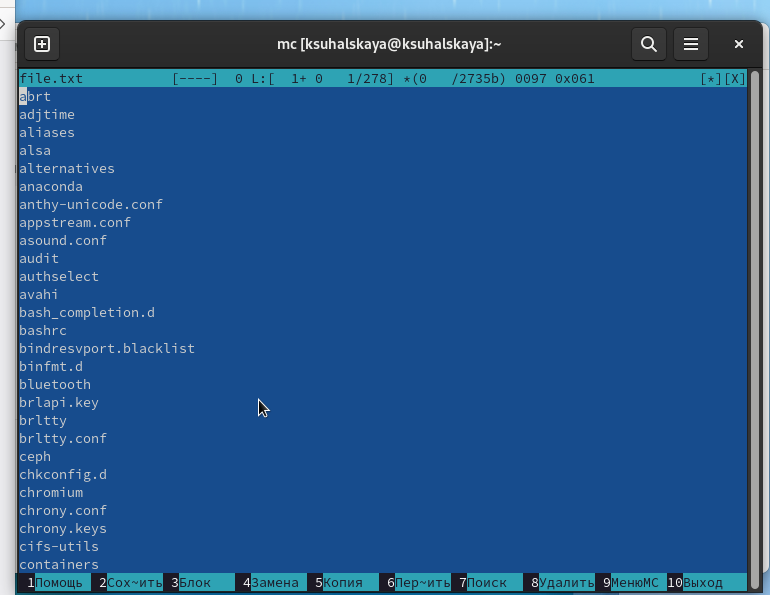 mc [ksuhalskaya@ksuhalskaya]:~
file.txt [----] 0 L:[ 1+ 0 1/278] *(0 /2735b) 0097 0x061 [*][X]
abrt
adjtime
aliases
alsa
alternatives
anaconda
anthy-unicode.conf
appstream.conf
asound.conf
audit
authselect
avahi
bash_completion.d
bashrc
bindresvport.blacklist
binfmt.d
bluetooth
brlapi.key
brltty
brltty.conf
ceph
chkconfig.d
chromium
chrony.conf
chrony.keys
cifs-utils
containers
1Помощь 2Сох~ить 3Блок 4Замена 5Копия 6Пер~ить 7Поиск 8Удалить 9МенюMC 10Выход